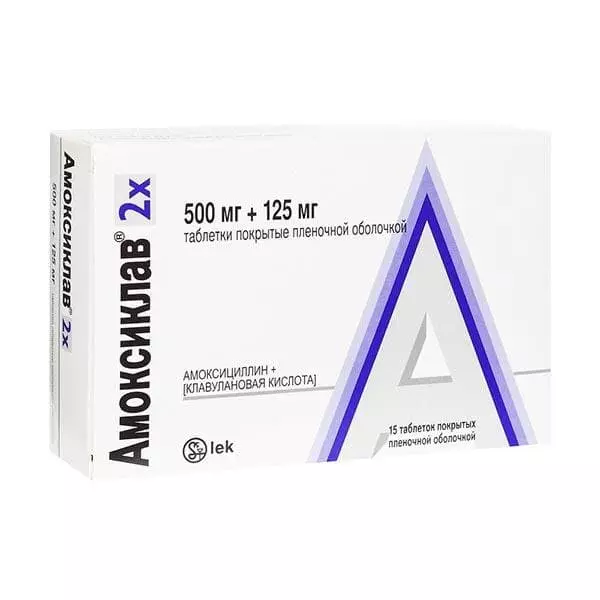 Амоксиклав® 2x
500 мг + 125 мг
Амоксиклав® 2x
500 мг + 125 мг
таблетки покрытые пленочной оболочкой
АМОКСИЦИЛЛИН +
[КЛАВУЛАНОВАЯ КИСЛОТА]
lek
15 таблеток покрытых
пленочной оболочкой